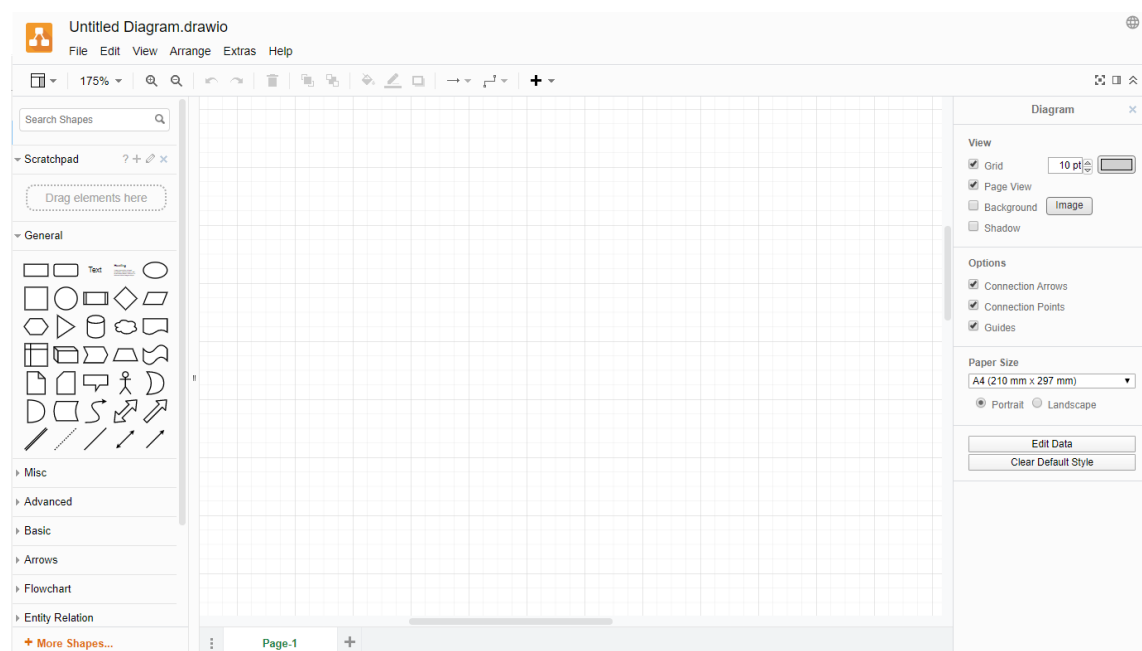 Untitled Diagram.drawio
File Edit View Arrange Extras Help
175%
Search Shapes
Scratchpad ?
Drag elements here
General
Text
Misc
Advanced
Basic
Arrows
Flowchart
Entity Relation
+ More Shapes...
Page-1
Diagram
View
Grid 10 pt
Page View
Background Image
Shadow
Options
Connection Arrows
Connection Points
Guides
Paper Size
A4 (210 mm x 297 mm)
Portrait Landscape
Edit Data
Clear Default Style